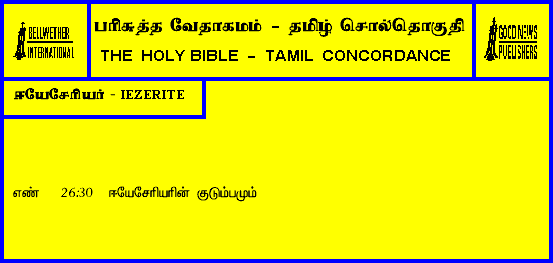 BELLWETHER
INTERNATIONAL
பரிசுத்த வேதாகமம் - தமிழ் சொல்தொகுதி
THE HOLY BIBLE - TAMIL CONCORDANCE
GOOD NEWS
PUBLISHERS
ஈயேசேரியர் - IEZERITE
எண் 26:30 ஈயேசேரியரின் குடும்பமும்